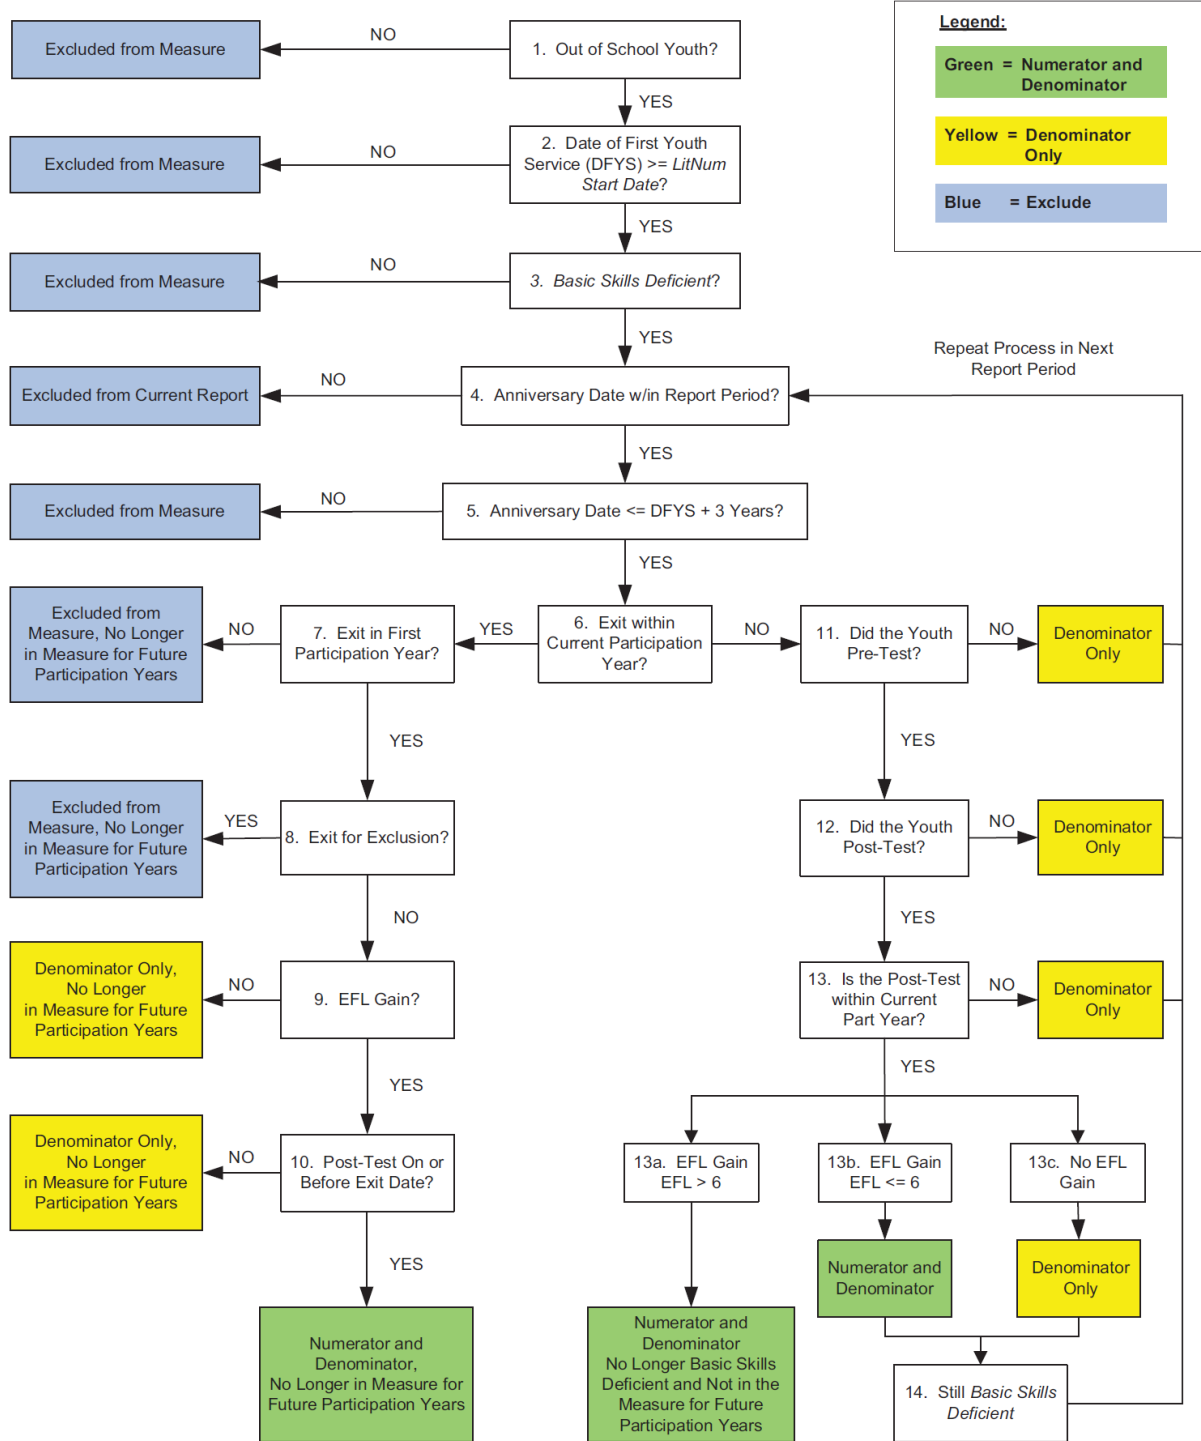 Legend:
Green = Numerator and
Denominator
Yellow = Denominator
Only
Blue = Exclude
Excluded from Measure
NO
1. Out of School Youth?
YES
Excluded from Measure
NO
2. Date of First Youth
Service (DFYS) >= LitNum
Start Date?
YES
Excluded from Measure
NO
3. Basic Skills Deficient?
YES
Repeat Process in Next
Report Period
Excluded from Current Report
NO
4. Anniversary Date w/in Report Period?
YES
Excluded from Measure
NO
5. Anniversary Date <= DFYS + 3 Years?
YES
Excluded from
Measure, No Longer
in Measure for Future
Participation Years
NO
7. Exit in First
Participation Year?
YES
6. Exit within
Current Participation
Year?
NO
11. Did the Youth
Pre-Test?
NO
Denominator
Only
YES
YES
Excluded from
Measure, No Longer
in Measure for Future
Participation Years
YES
8. Exit for Exclusion?
12. Did the Youth
Post-Test?
NO
Denominator
Only
NO
YES
Denominator Only,
No Longer
in Measure for Future
Participation Years
NO
9. EFL Gain?
13. Is the Post-Test
within Current
Part Year?
NO
Denominator
Only
YES
YES
Denominator Only,
No Longer
in Measure for Future
Participation Years
NO
10. Post-Test On or
Before Exit Date?
13a. EFL Gain
EFL > 6
13b. EFL Gain
EFL <= 6
13c. No EFL
Gain
YES
Numerator and
Denominator
Denominator
Only
Numerator and
Denominator,
No Longer in Measure for
Future Participation Years
Numerator and
Denominator
No Longer Basic Skills
Deficient and Not in the
Measure for Future
Participation Years
14. Still Basic Skills
Deficient